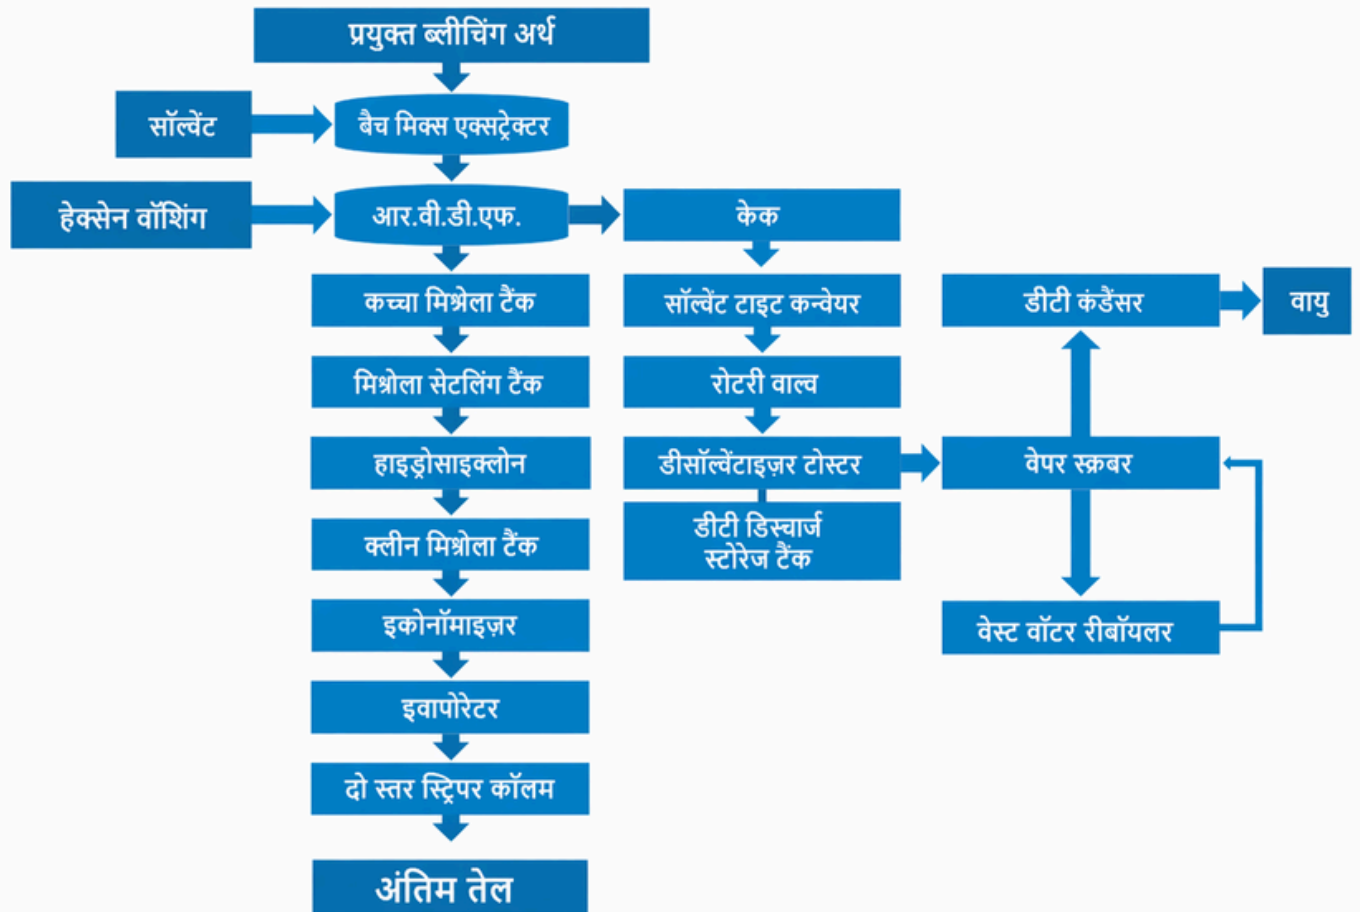 प्रयुक्त ब्लीचिंग अर्थ
सॉल्वेंट
बैच मिक्स एक्सट्रेक्टर
हेक्सेन वॉशिंग
आर.वी.डी.एफ.
केक
कच्चा मिश्रेला टैंक
सॉल्वेंट टाइट कन्वेयर
डीटी कंडैंसर
वायु
मिश्रोला सेटलिंग टैंक
रोटरी वाल्व
हाइड्रोसाइक्लोन
डीसॉल्वेंटाइज़र टोस्टर
वेपर स्क्रबर
क्लीन मिश्रोला टैंक
डीटी डिस्चार्ज
स्टोरेज टैंक
इकोनॉमाइज़र
वेस्ट वॉटर रीबॉयलर
इवापोरेटर
दो स्तर स्ट्रिपर कॉलम
अंतिम तेल